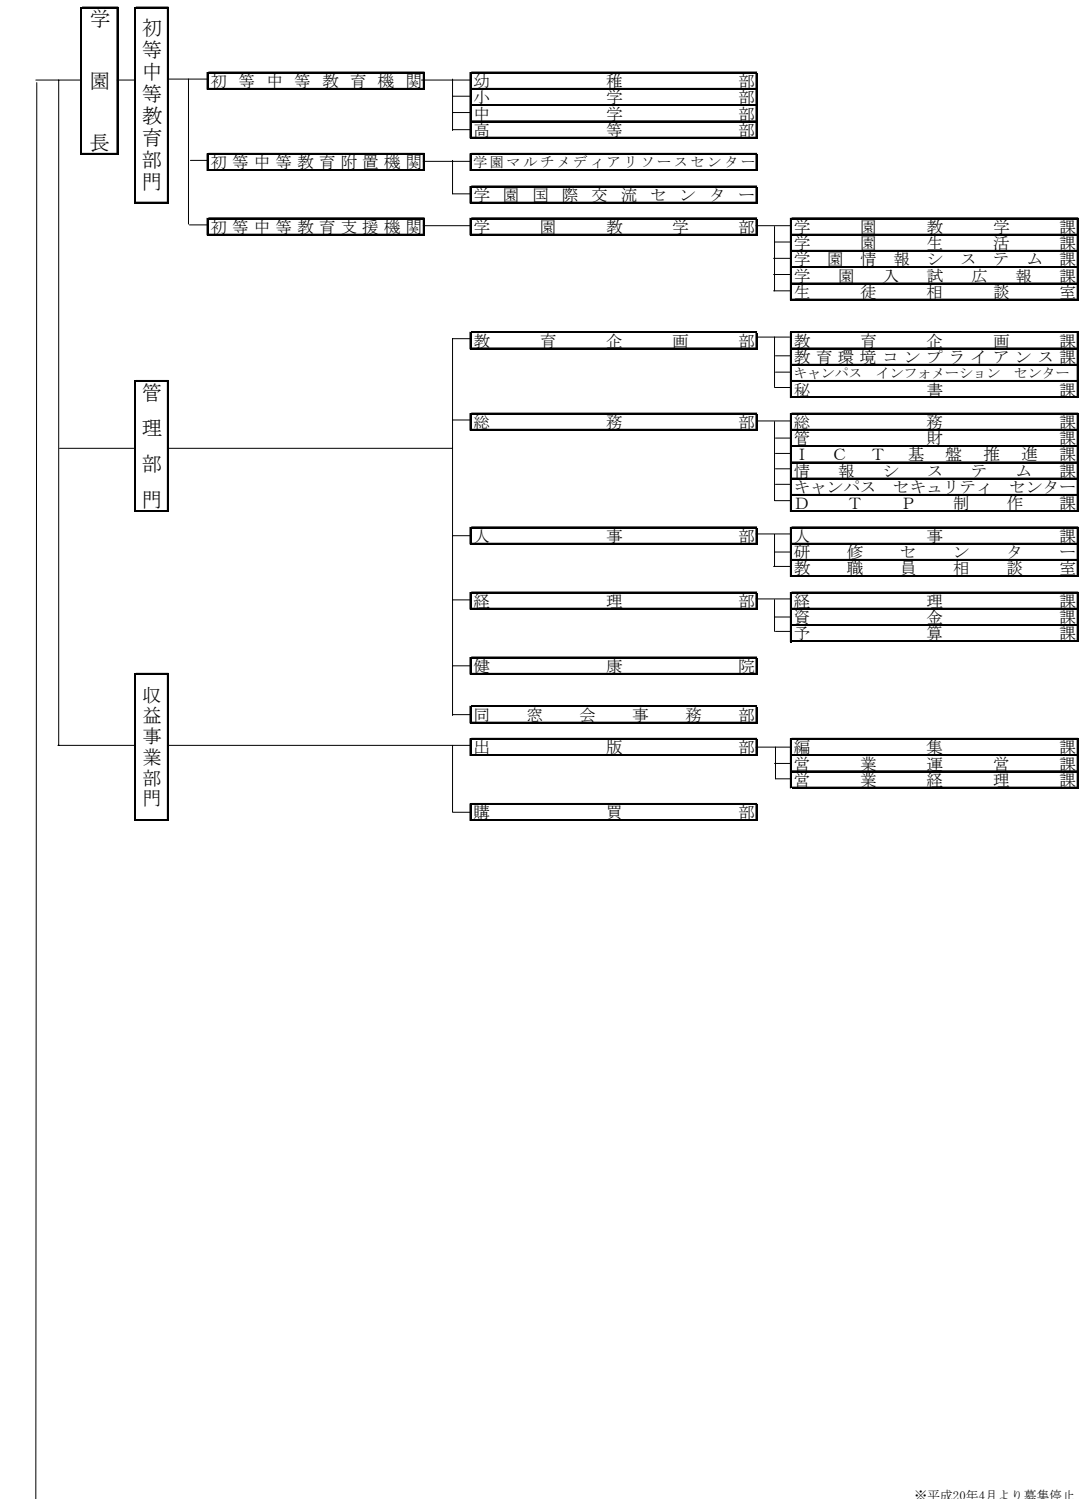 学園長
初等中等教育部門
初等中等教育機関
幼稚部
小学部
中学部
高等部
初等中等教育附置機関
学園マルチメディアリソースセンター
学園国際交流センター
初等中等教育支援機関
学園教学部
学園教学課
学園生活課
学園情報システム課
学園入試広報課
生徒相談室
管理部門
教育企画部
教育企画課
教育環境コンプライアンス課
キャンパス インフォメーション センター
秘書課
総務部
総務課
管財課
ICT基盤推進課
情報システム課
キャンパス セキュリティ センター
DTP制作課
人事部
人事課
研修センター
教職員相談室
経理部
経理課
資金課
予算課
健康院
同窓会事務部
収益事業部門
出版部
編集課
営業運営課
営業経理課
購買部
※平成20年4月より募集停止